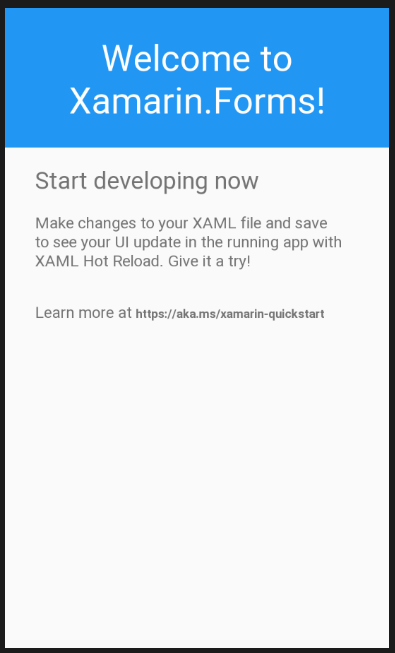 Welcome to
Xamarin.Forms!
Start developing now
Make changes to your XAML file and save
to see your UI update in the running app with
XAML Hot Reload. Give it a try!
Learn more at https://aka.ms/xamarin-quickstart